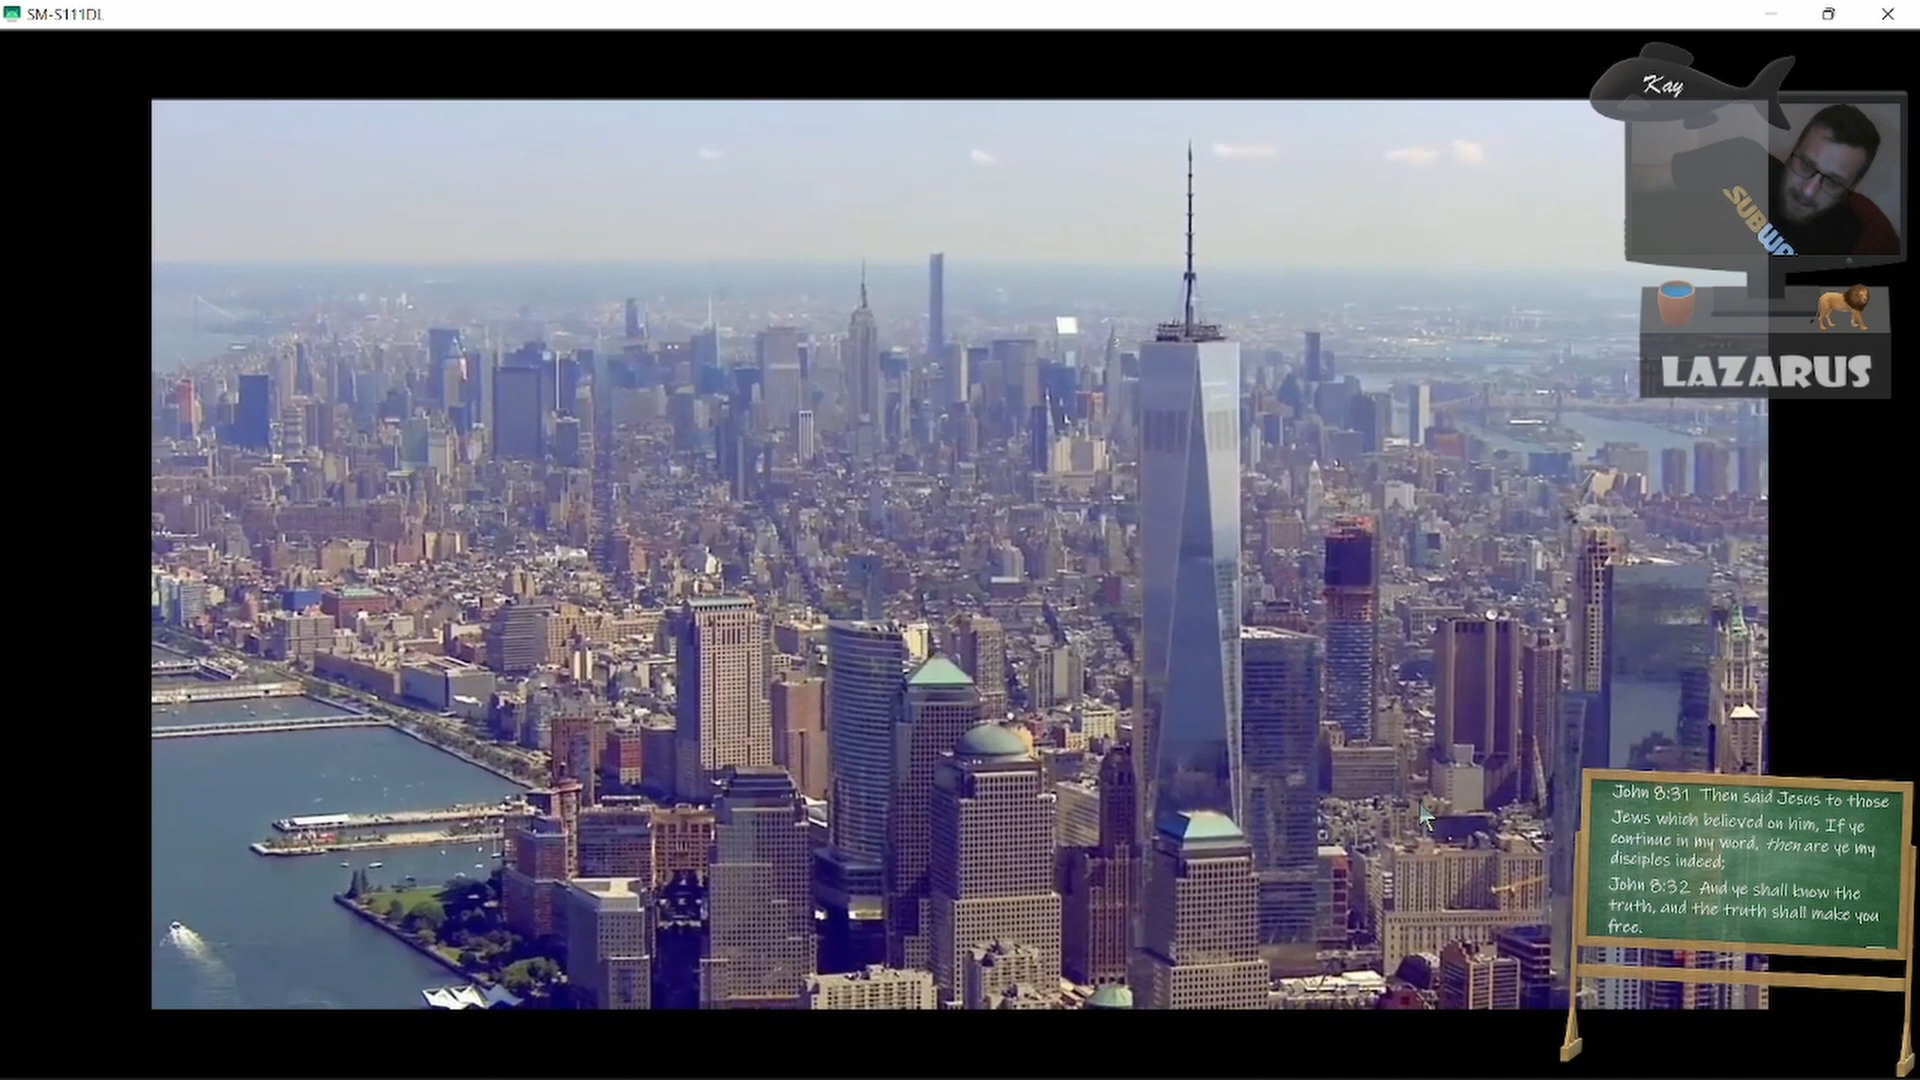 SM-S111DL
Kay
SUBWA
LAZARUS
John 8:31 Then said Jesus to those
Jews which believed on him, If ye
continue in my word, then are ye my
disciples indeed;
John 8:32 And ye shall know the
truth, and the truth shall make you
free.